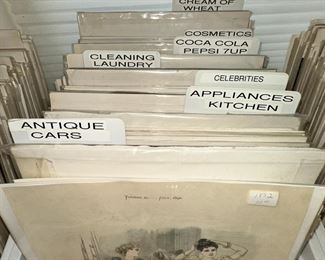 CREAM OF
WHEAT
COSMETICS
COCA COLA
PEPSI 7UP
CLEANING
LAUNDRY
CELEBRITIES
APPLIANCES
KITCHEN
ANTIQUE
CARS